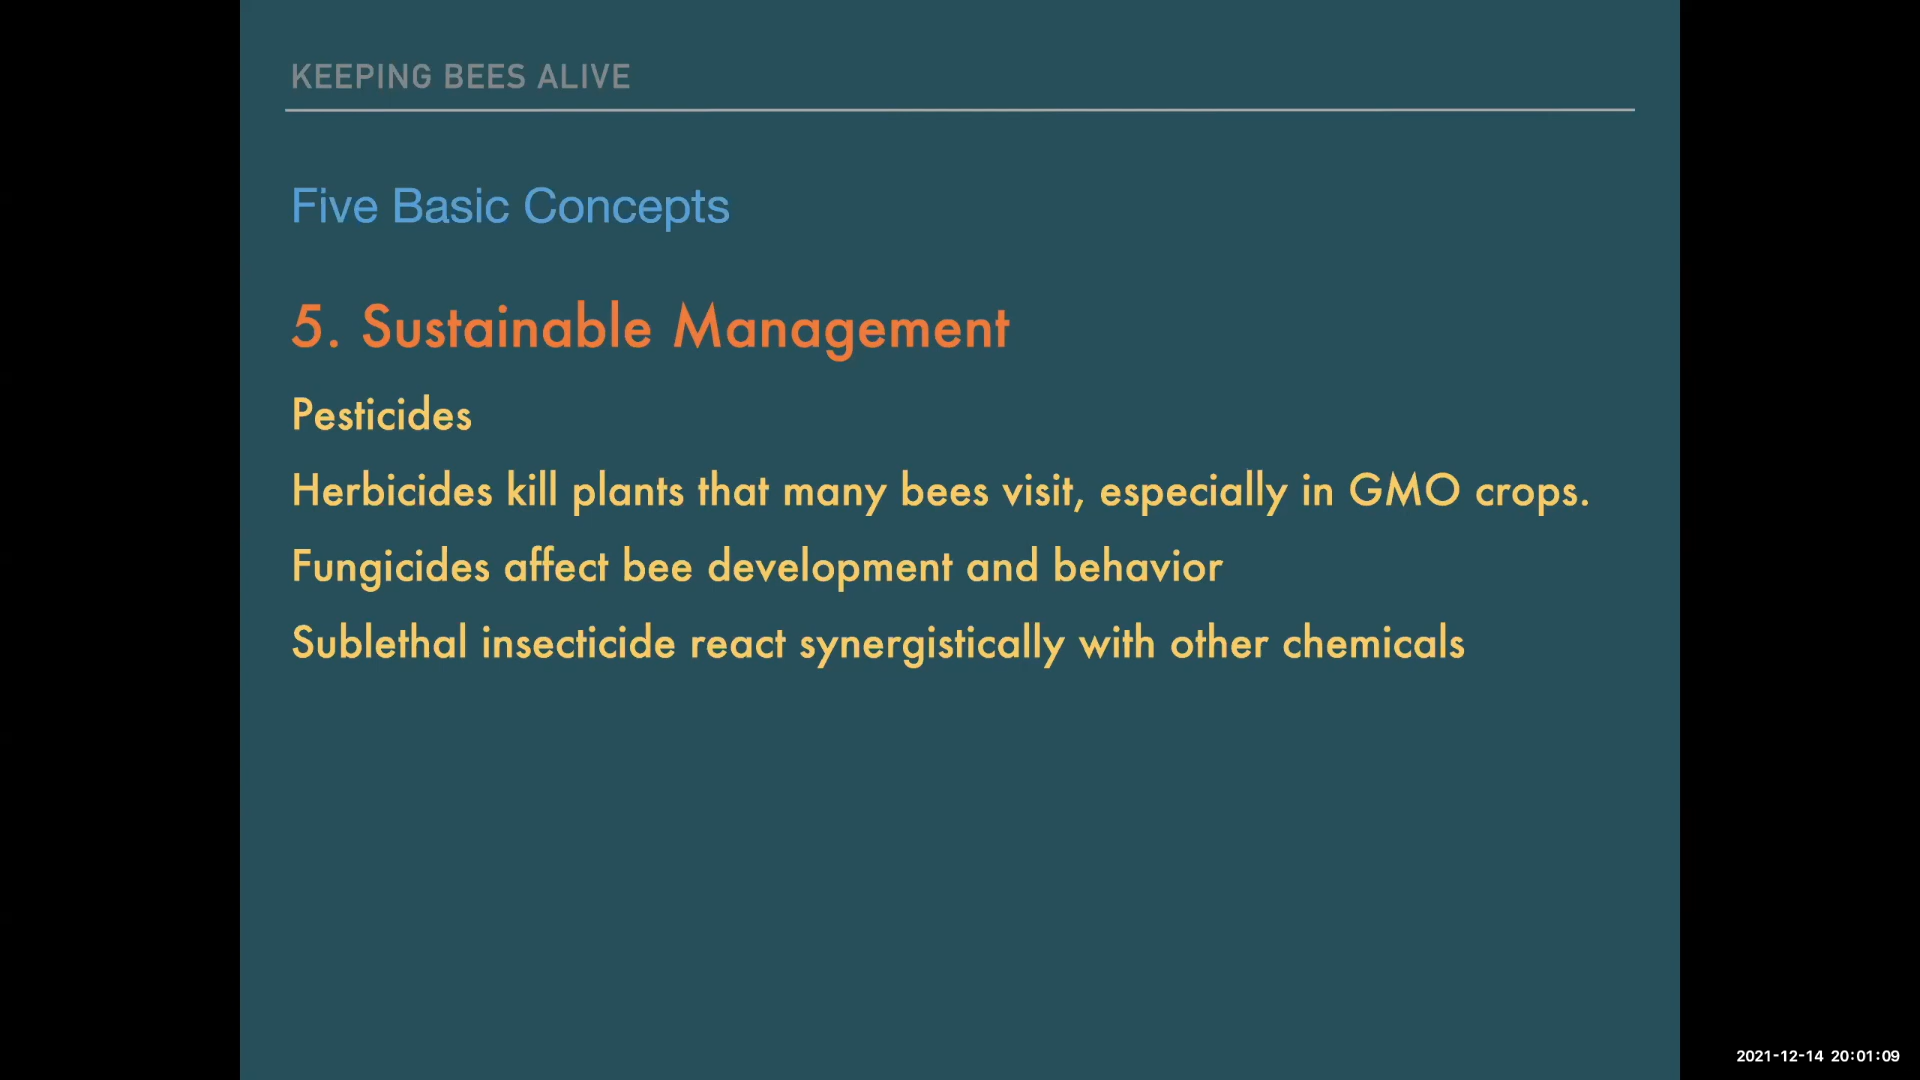 KEEPING BEES ALIVE
Five Basic Concepts
5. Sustainable Management
Pesticides
Herbicides kill plants that many bees visit, especially in GMO crops.
Fungicides affect bee development and behavior
Sublethal insecticide react synergistically with other chemicals
2021-12-14 20:01:09